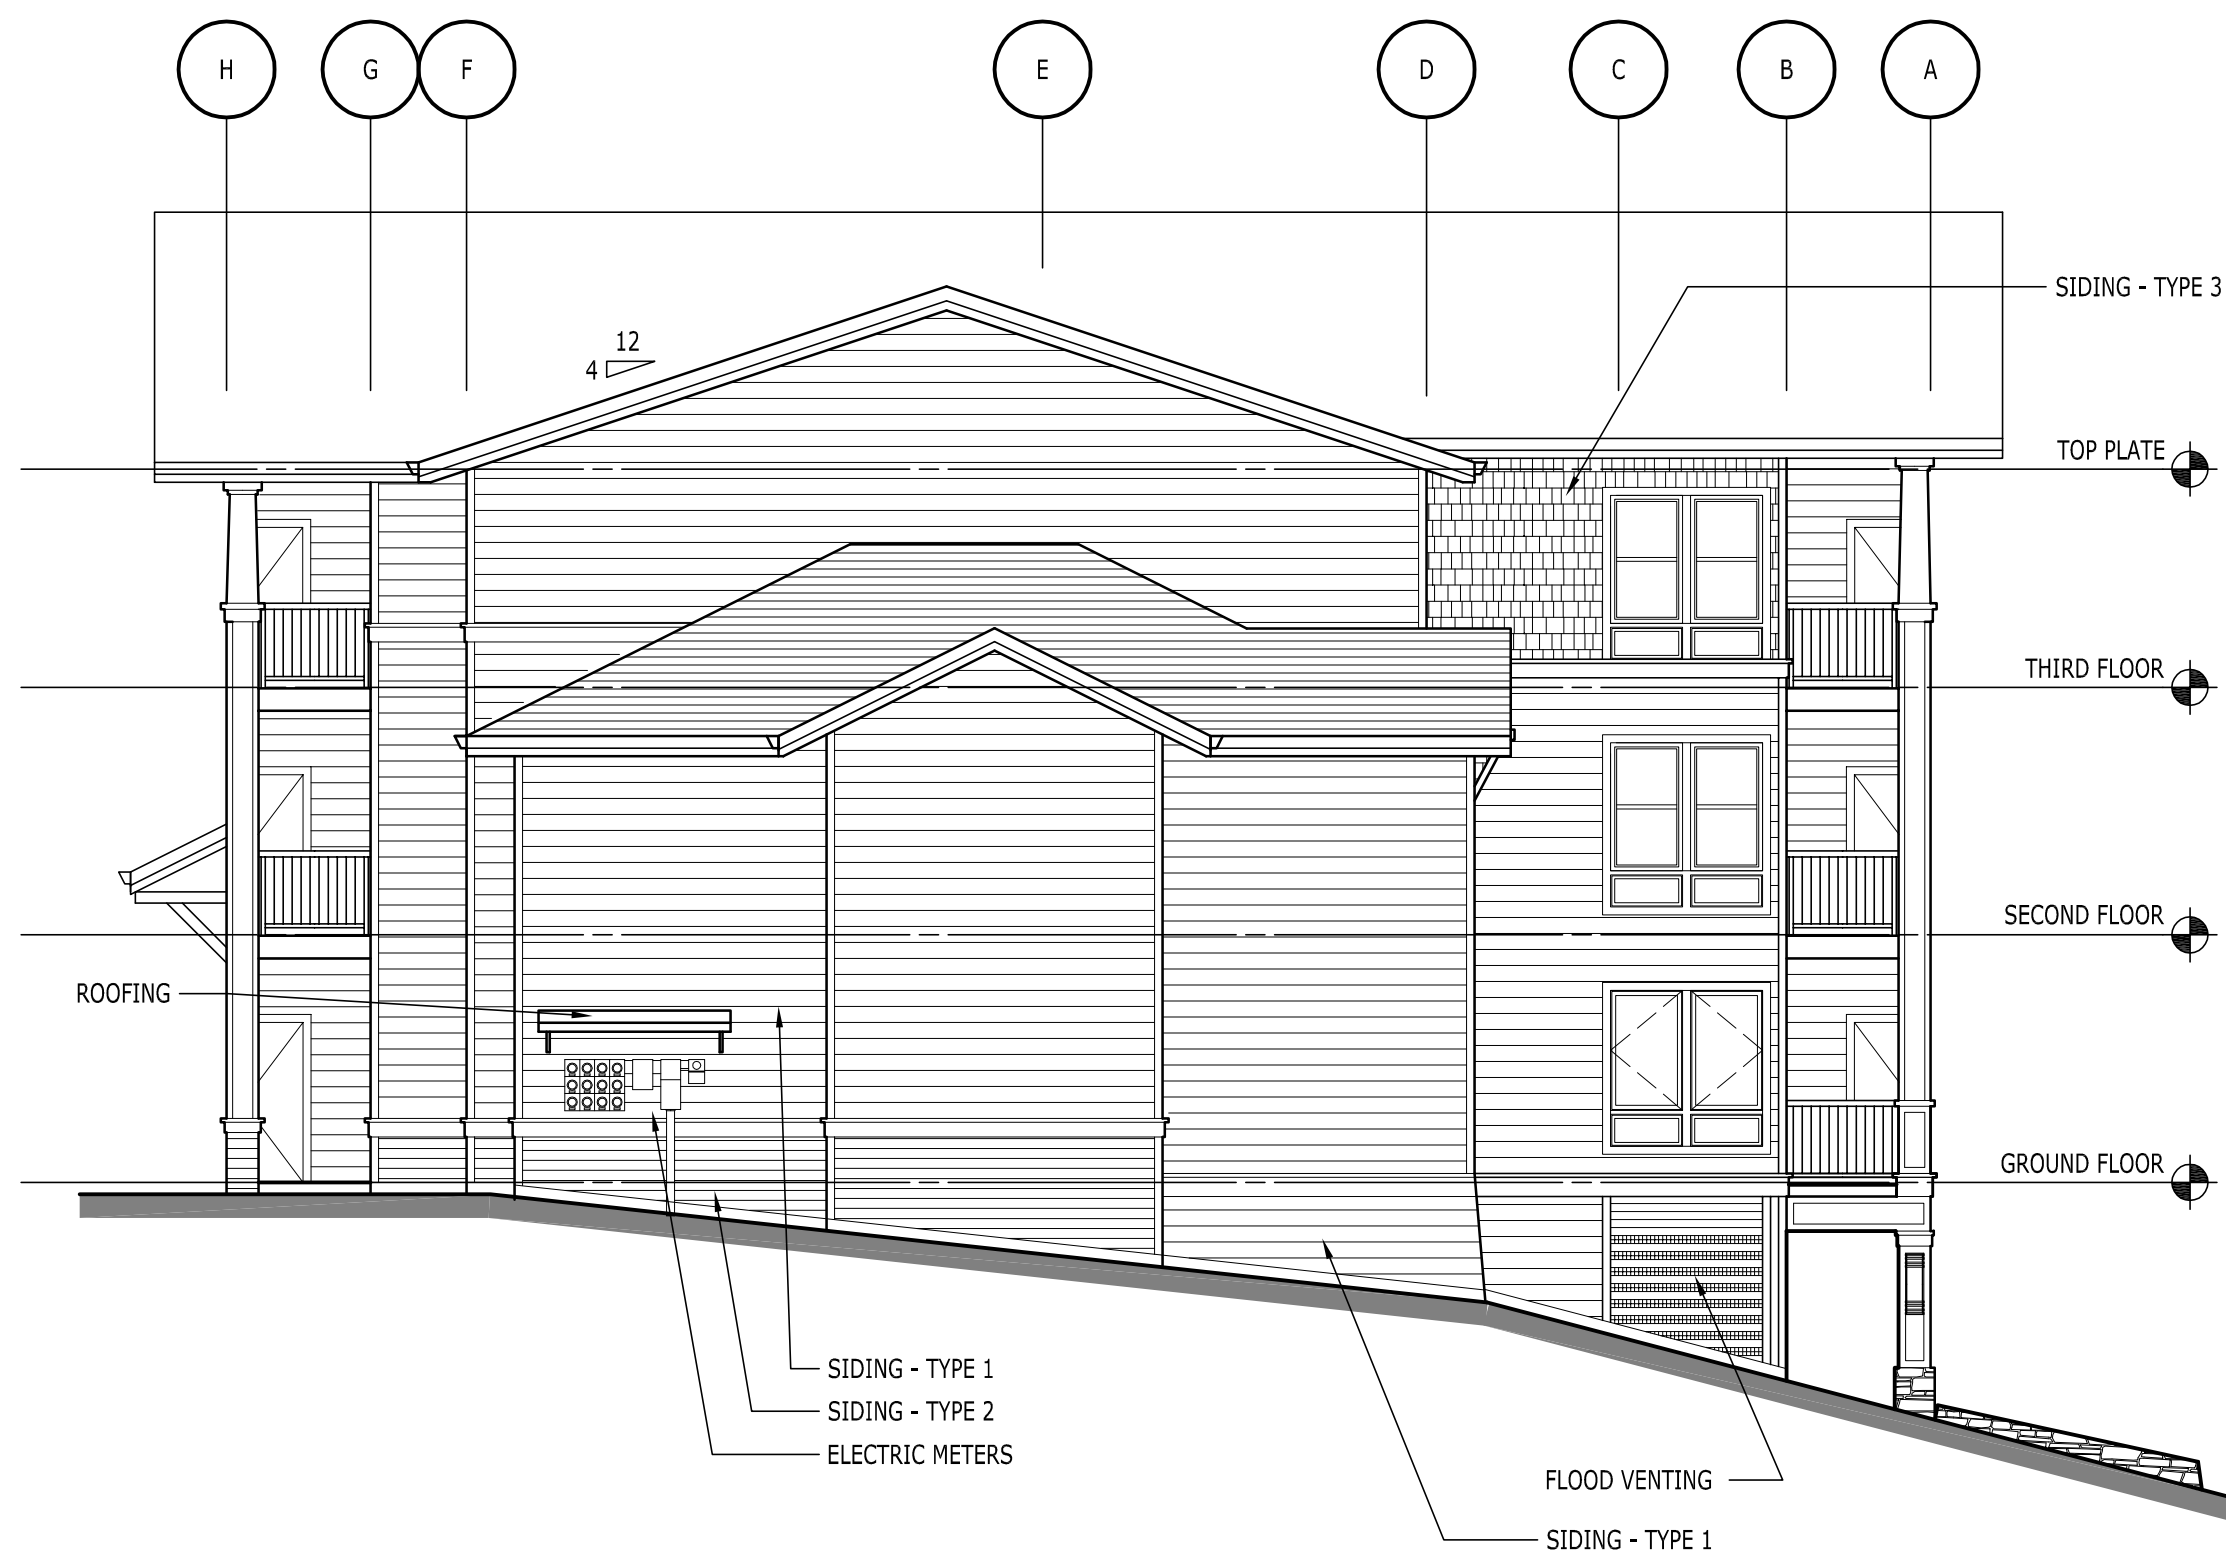 H
G
F
E
D
C
B
A
SIDING - TYPE 3
12
4
TOP PLATE
THIRD FLOOR
SECOND FLOOR
ROOFING
GROUND FLOOR
SIDING - TYPE 1
SIDING - TYPE 2
ELECTRIC METERS
FLOOD VENTING
SIDING - TYPE 1